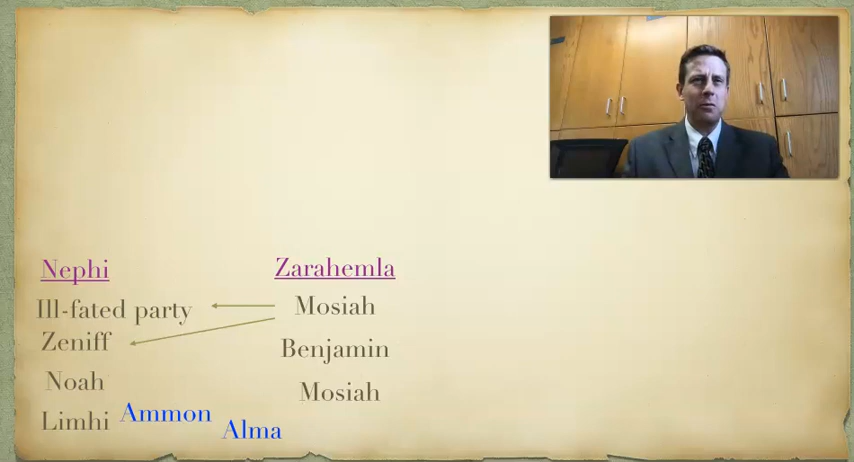 Nephi
Zarahemla
Ill-fated party
Mosiah
Zeniff
Benjamin
Noah
Mosiah
Limhi
Ammon
Alma